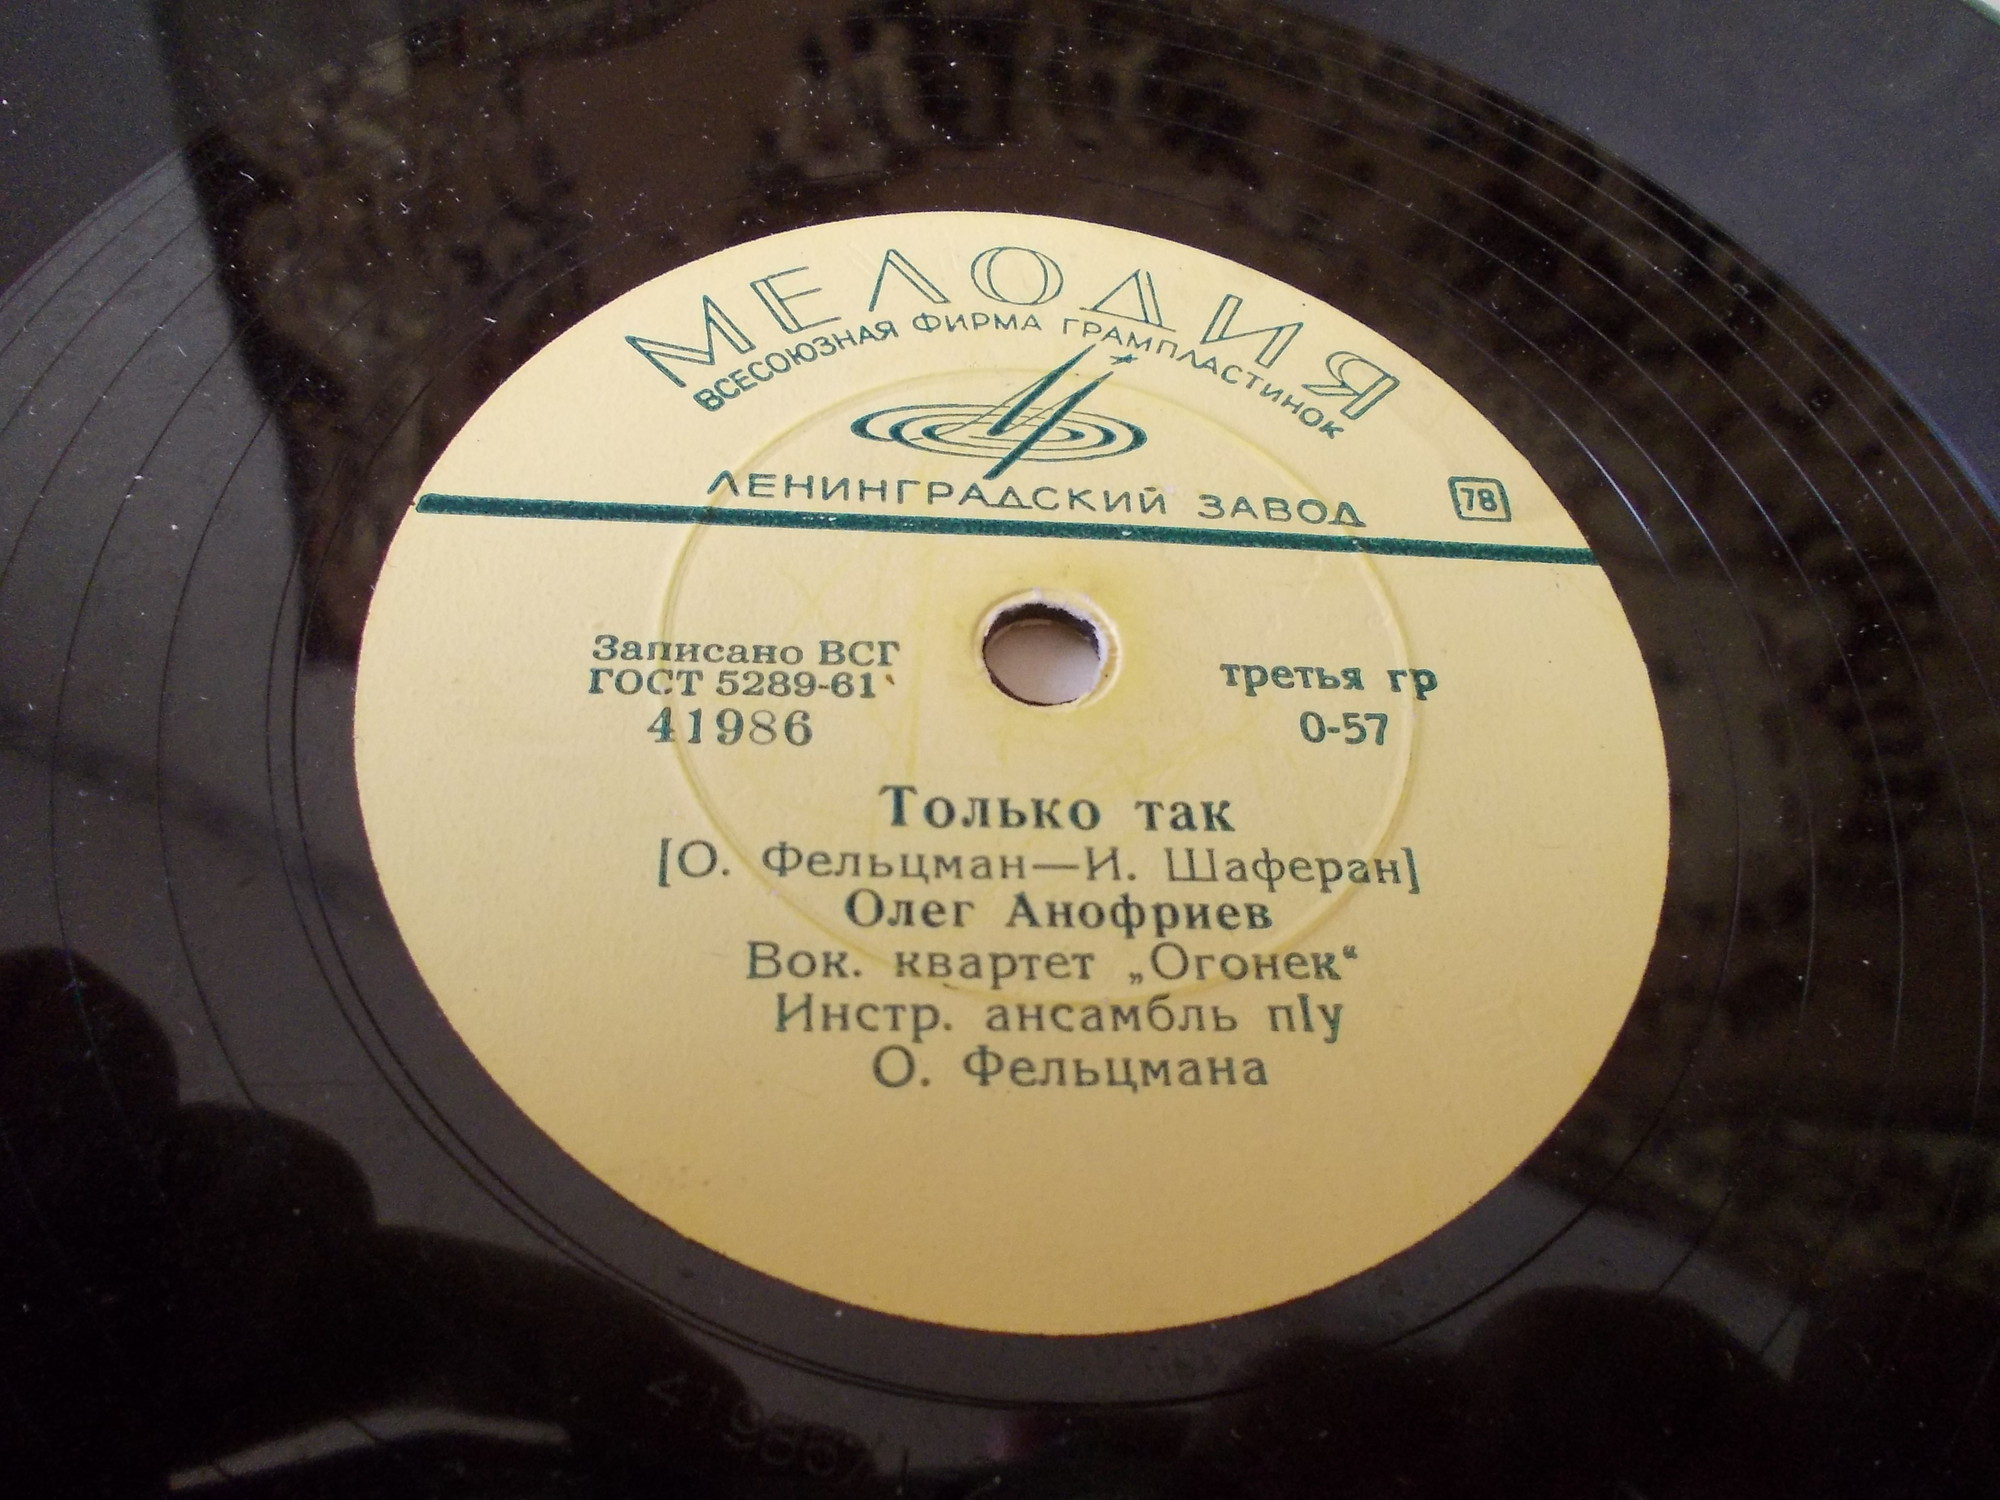 МЕЛОДИЯ
ВСЕСОЮЗНАЯ ФИРМА ГРАМПЛАСТИНОК
ЛЕНИНГРАДСКИЙ ЗАВОД
78
Записано ВСГ
ГОСТ 5289-61
41986
третья гр
0-57
Только так
[О. Фельцман—И. Шаферан]
Олег Анофриев
Вок. квартет „Огонек“
Инстр. ансамбль п/у
О. Фельцмана